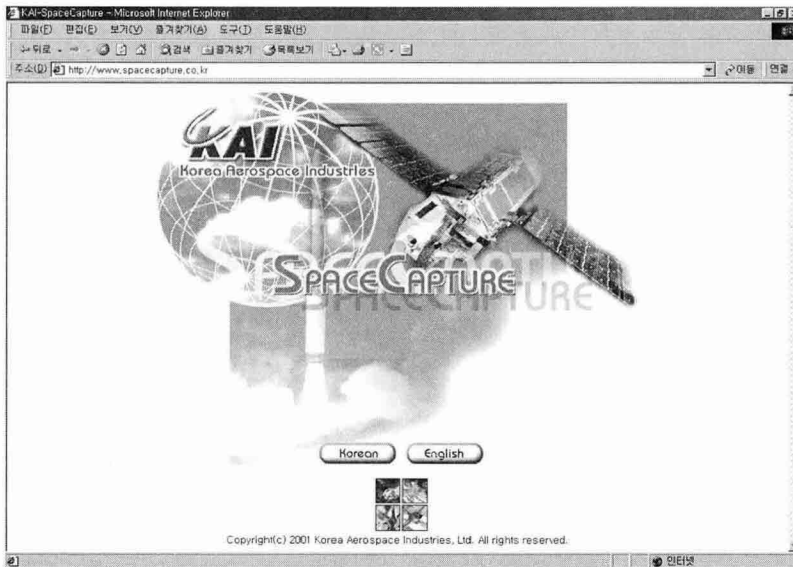 KAI-SpaceCapture - Microsoft Internet Explorer
파일(F) 편집(E) 보기(V) 즐겨찾기(A) 도구(T) 도움말(H)
뒤로 검색 즐겨찾기 목록보기
주소(D) http://www.spacecapture.co.kr 이동 연결
KAI
Korea Aerospace Industries
SPACECAPTURE
SPACE CAPTURE
Korean English
Copyright(c) 2001 Korea Aerospace Industries, Ltd. All rights reserved.
인터넷